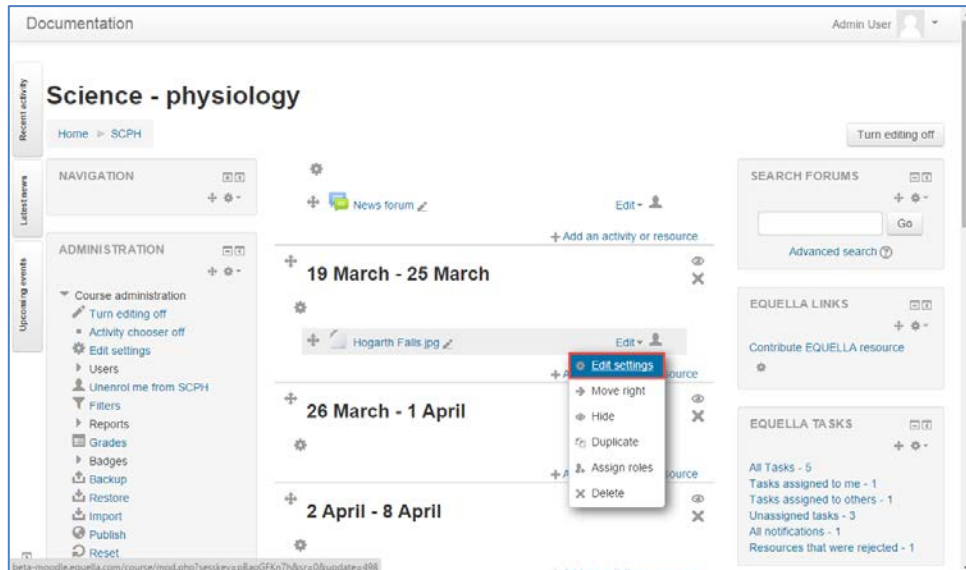 Documentation
Admin User
Recent activity
Latest news
Upcoming events
Science - physiology
Home SCPH
Turn editing off
NAVIGATION
ADMINISTRATION
Course administration
Turn editing off
Activity chooser off
Edit settings
Users
Unenrol me from SCPH
Filters
Reports
Grades
Badges
Backup
Restore
Import
Publish
Reset
News forum
Edit
Add an activity or resource
19 March - 25 March
Hogarth Falls.jpg
Edit
Edit settings
Move right
Hide
Duplicate
Assign roles
Delete
26 March - 1 April
2 April - 8 April
SEARCH FORUMS
Go
Advanced search
EQUELLA LINKS
Contribute EQUELLA resource
EQUELLA TASKS
All Tasks - 5
Tasks assigned to me - 1
Tasks assigned to others - 1
Unassigned tasks - 3
All notifications - 1
Resources that were rejected - 1